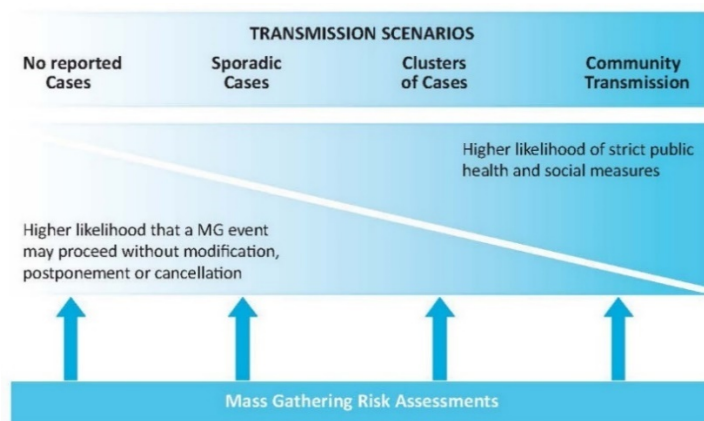 TRANSMISSION SCENARIOS
No reported
Cases
Sporadic
Cases
Clusters
of Cases
Community
Transmission
Higher likelihood of strict public
health and social measures
Higher likelihood that a MG event
may proceed without modification,
postponement or cancellation
Mass Gathering Risk Assessments